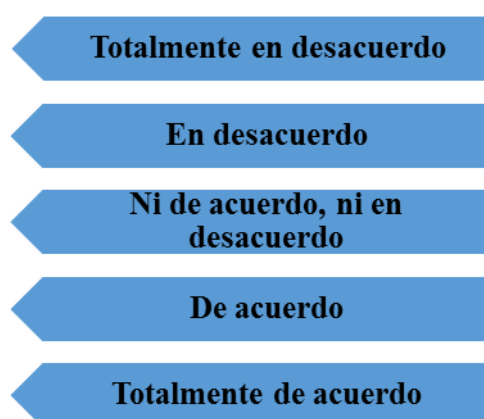 Totalmente en desacuerdo
En desacuerdo
Ni de acuerdo, ni en
desacuerdo
De acuerdo
Totalmente de acuerdo